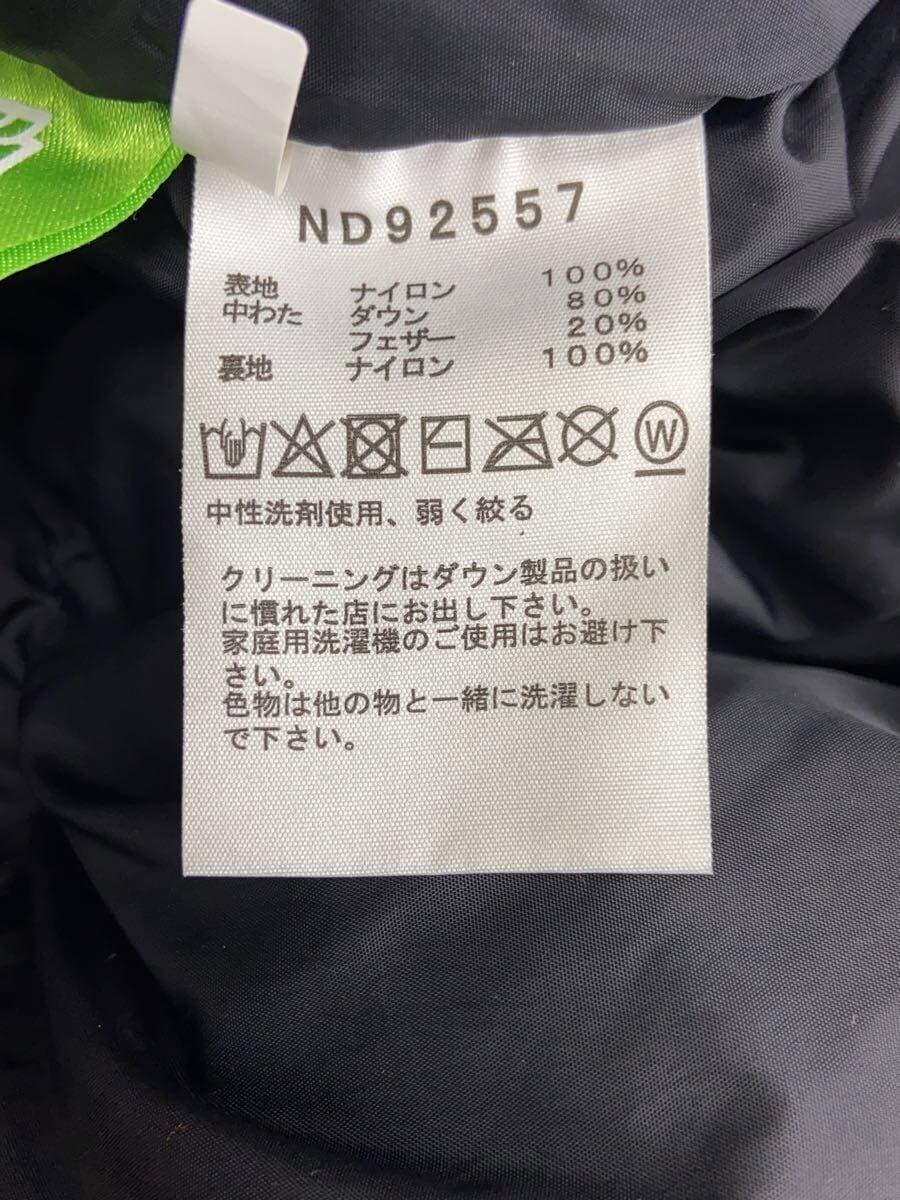 ND92557
表地 ナイロン 100%
中わた ダウン 80%
フェザー 20%
裏地 ナイロン 100%
W
中性洗剤使用、弱く絞る
クリーニングはダウン製品の扱い
に慣れた店にお出し下さい。
家庭用洗濯機のご使用はお避け下
さい。
色物は他の物と一緒に洗濯しない
で下さい。